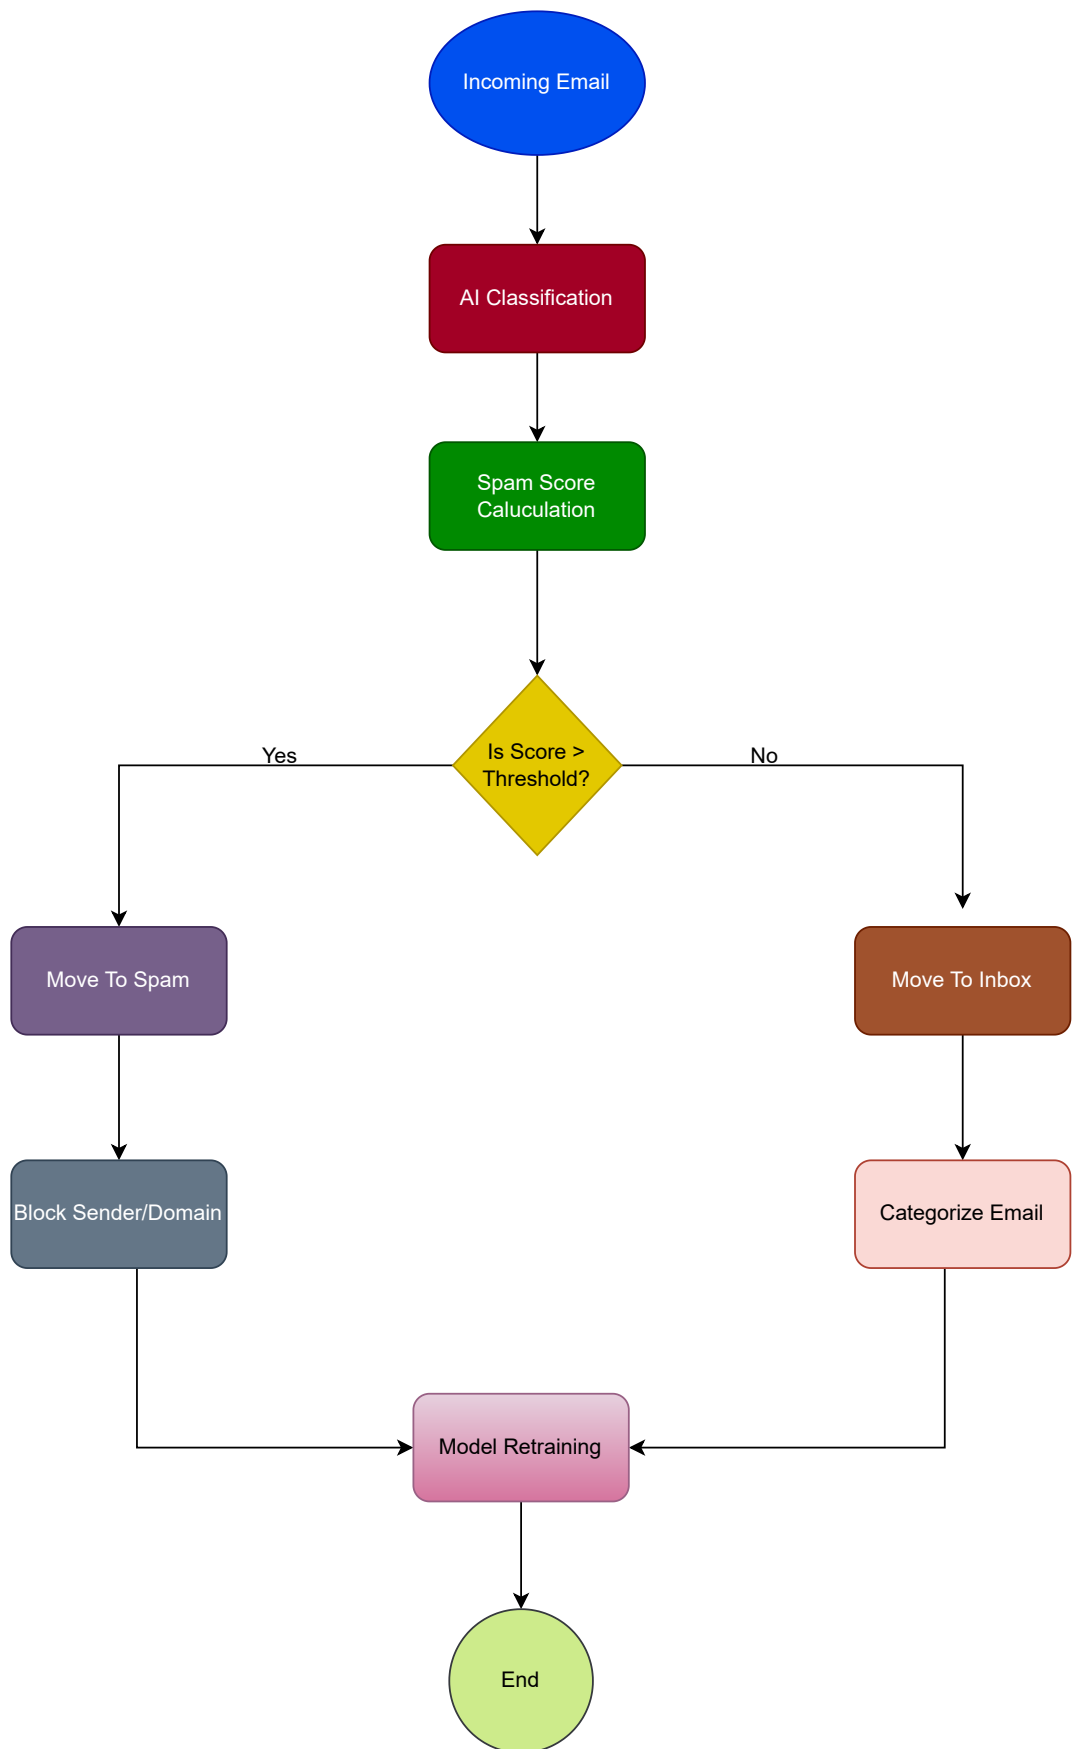 Incoming Email
AI Classification
Spam Score
Caluculation
Is Score >
Threshold?
Yes
No
Move To Spam
Move To Inbox
Block Sender/Domain
Categorize Email
Model Retraining
End